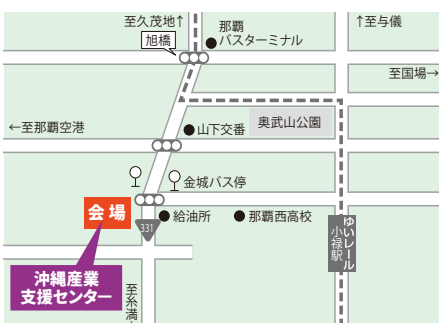 至久茂地↑
那覇
バスターミナル
↑至与儀
旭橋
至国場→
←至那覇空港
山下交番
奥武山公園
金城バス停
会場
給油所
那覇西高校
331
ゆいレール
小禄駅
沖縄産業
支援センター
至糸満